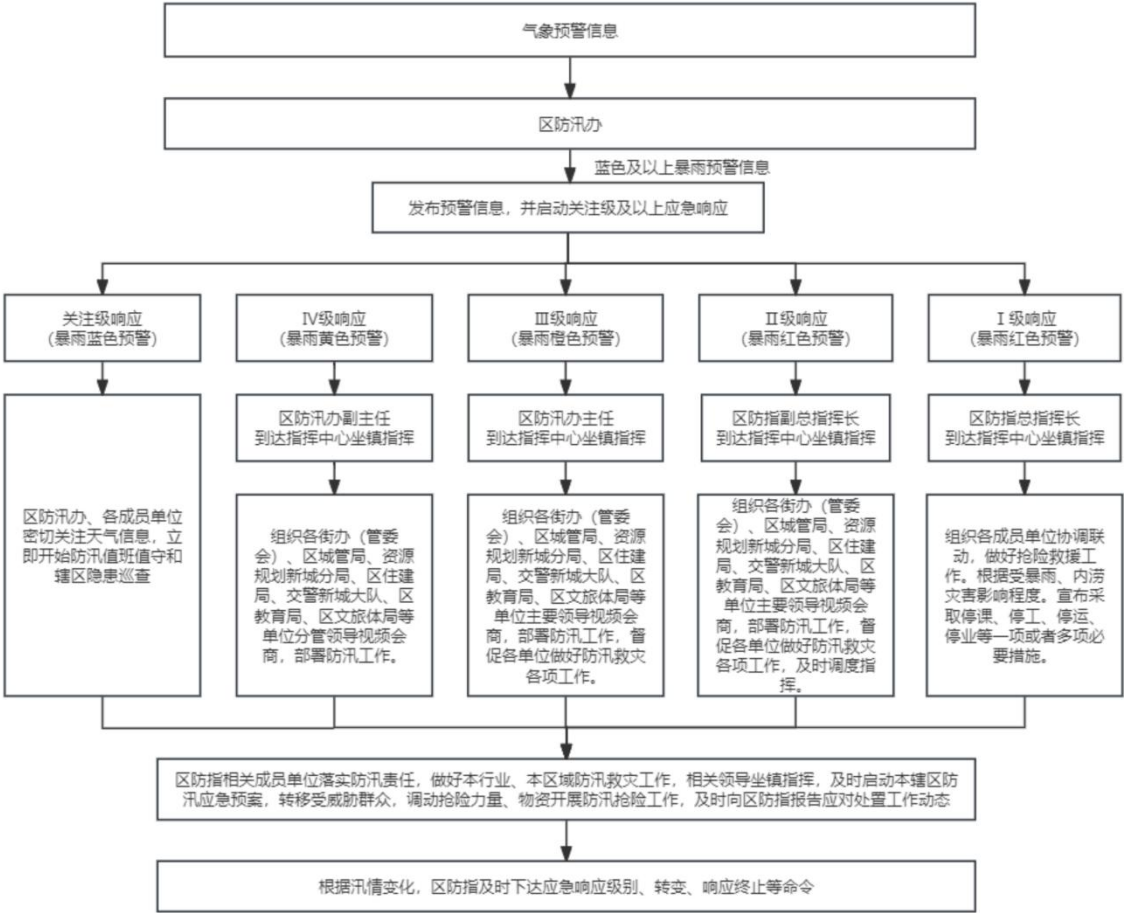 气象预警信息
区防汛办
蓝色及以上暴雨预警信息
发布预警信息，并启动关注级及以上应急响应
关注级响应
（暴雨蓝色预警）
Ⅳ级响应
（暴雨黄色预警）
Ⅲ级响应
（暴雨橙色预警）
Ⅱ级响应
（暴雨红色预警）
Ⅰ级响应
（暴雨红色预警）
区防汛办副主任
到达指挥中心坐镇指挥
区防汛办主任
到达指挥中心坐镇指挥
区防指副总指挥长
到达指挥中心坐镇指挥
区防指总指挥长
到达指挥中心坐镇指挥
区防汛办、各成员单位
密切关注天气信息，立
即开始防汛值班值守和
辖区隐患巡查
组织各街办（管委
会）、区城管局、资源
规划新城分局、区住建
局、交警新城大队、区
教育局、区文旅体局等
单位分管领导视频会
商，部署防汛工作。
组织各街办（管委
会）、区城管局、资源
规划新城分局、区住建
局、交警新城大队、区
教育局、区文旅体局等
单位主要领导视频会
商，部署防汛工作，督
促各单位做好防汛救灾
各项工作。
组织各街办（管委
会）、区城管局、资源
规划新城分局、区住建
局、交警新城大队、区
教育局、区文旅体局等
单位主要领导视频会
商，部署防汛工作，督
促各单位做好防汛救灾
各项工作，及时调度指
挥。
组织各成员单位协调联
动，做好抢险救援工
作。根据受暴雨、内涝
灾害影响程度。宣布采
取停课、停工、停运、
停业等一项或者多项必
要措施。
区防指相关成员单位落实防汛责任，做好本行业、本区域防汛救灾工作，相关领导坐镇指挥，及时启动本辖区防
汛应急预案，转移受威胁群众，调动抢险力量、物资开展防汛抢险工作，及时向区防指报告应对处置工作动态
根据汛情变化，区防指及时下达应急响应级别、转变、响应终止等命令